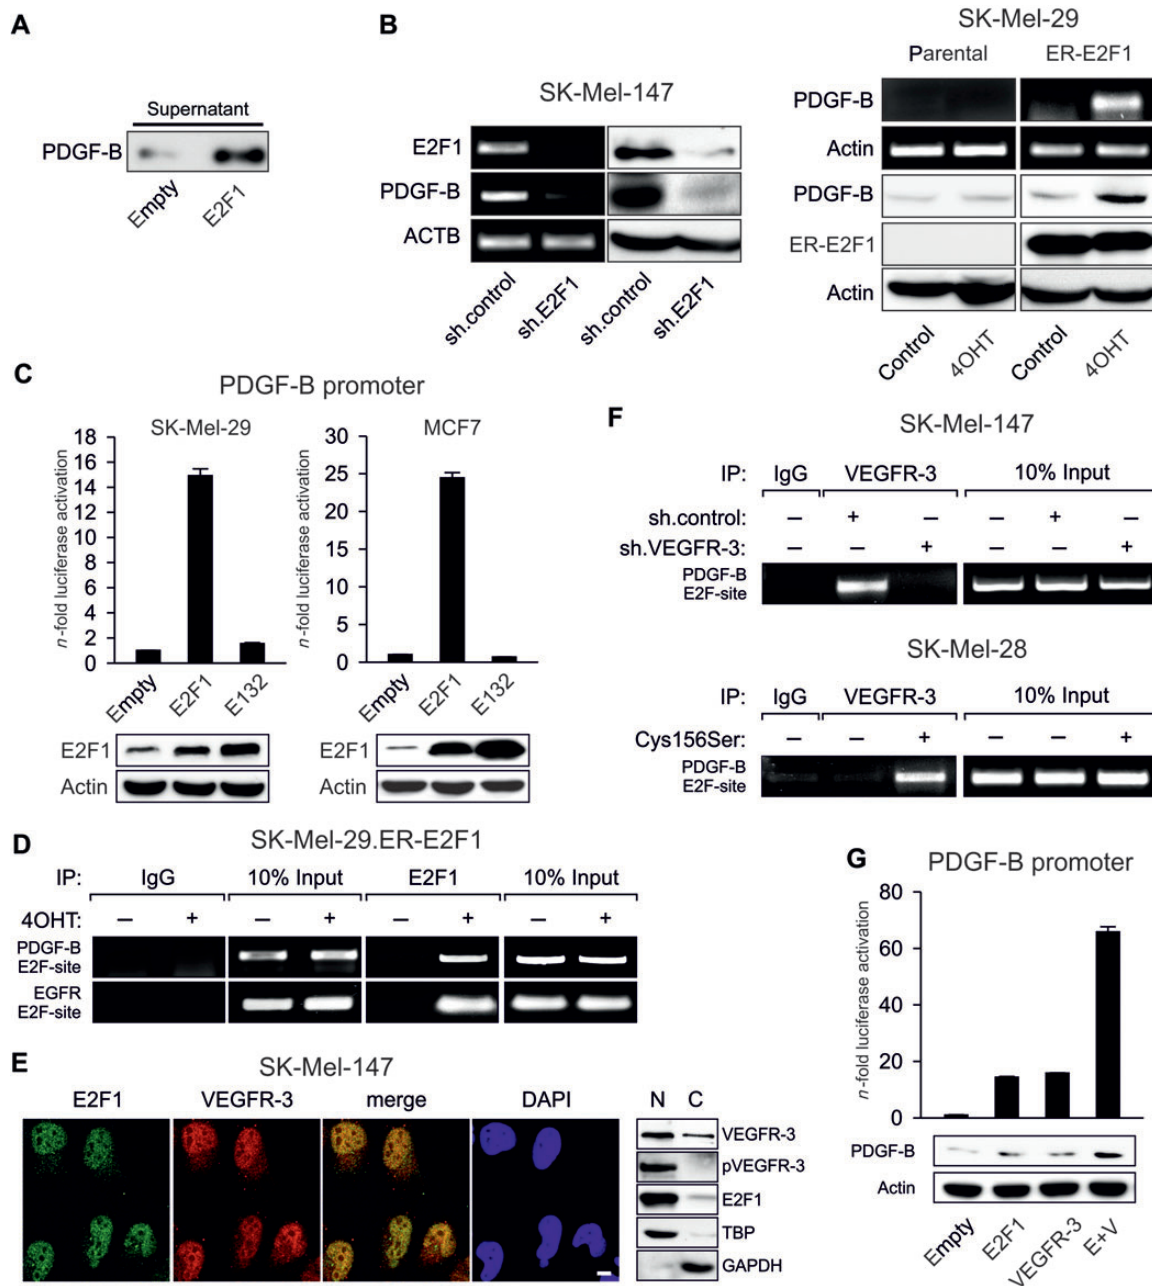 A
Supernatant
PDGF-B
Empty
E2F1
B
SK-Mel-147
E2F1
PDGF-B
ACTB
sh.control
sh.E2F1
sh.control
sh.E2F1
SK-Mel-29
Parental ER-E2F1
PDGF-B
Actin
PDGF-B
ER-E2F1
Actin
Control
4OHT
Control
4OHT
C
PDGF-B promoter
SK-Mel-29
n-fold luciferase activation
18
16
14
12
10
8
6
4
2
0
Empty
E2F1
E132
E2F1
Actin
MCF7
n-fold luciferase activation
30
25
20
15
10
5
0
Empty
E2F1
E132
E2F1
Actin
D
SK-Mel-29.ER-E2F1
IP: IgG 10% Input E2F1 10% Input
4OHT: – + – + – + – +
PDGF-B
E2F-site
EGFR
E2F-site
E
SK-Mel-147
E2F1 VEGFR-3 merge DAPI
N C
VEGFR-3
pVEGFR-3
E2F1
TBP
GAPDH
F
SK-Mel-147
IP: IgG VEGFR-3 10% Input
sh.control: – + – – + –
sh.VEGFR-3: – – + – – +
PDGF-B
E2F-site
SK-Mel-28
IP: IgG VEGFR-3 10% Input
Cys156Ser: – – + – – +
PDGF-B
E2F-site
G
PDGF-B promoter
n-fold luciferase activation
80
60
40
20
0
PDGF-B
Actin
Empty
E2F1
VEGFR-3
E+V